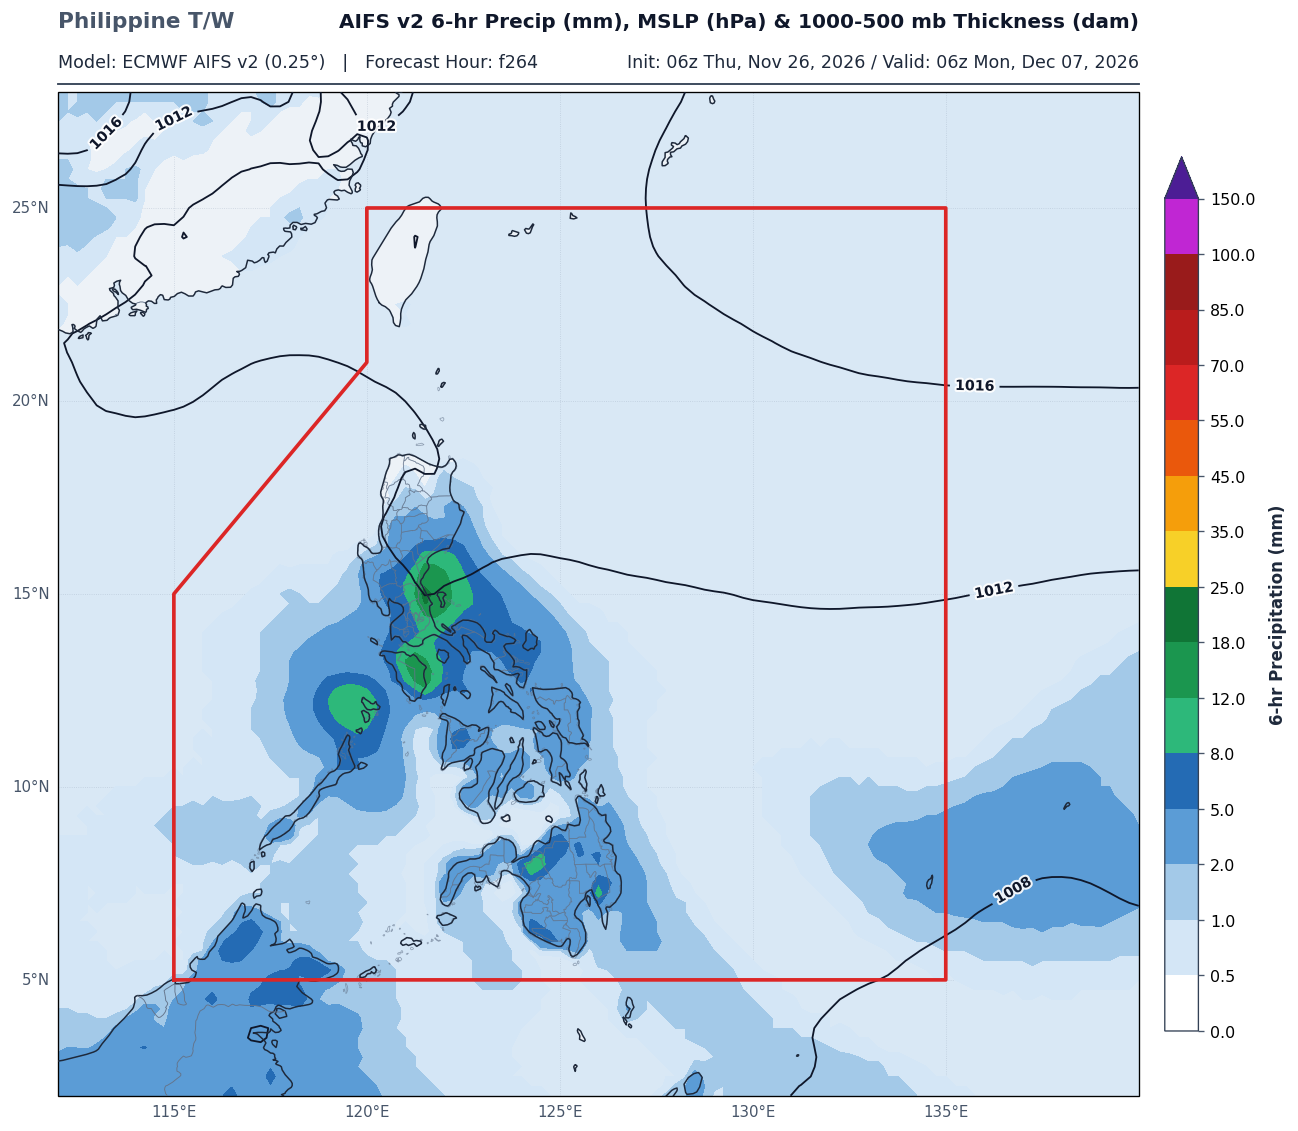 Philippine T/W
AIFS v2 6-hr Precip (mm), MSLP (hPa) & 1000-500 mb Thickness (dam)
Model: ECMWF AIFS v2 (0.25°) | Forecast Hour: f264
Init: 06z Thu, Nov 26, 2026 / Valid: 06z Mon, Dec 07, 2026
1016
1012
1012
1016
1012
1008
25°N
20°N
15°N
10°N
5°N
115°E
120°E
125°E
130°E
135°E
150.0
100.0
85.0
70.0
55.0
45.0
35.0
25.0
18.0
12.0
8.0
5.0
2.0
1.0
0.5
0.0
6-hr Precipitation (mm)